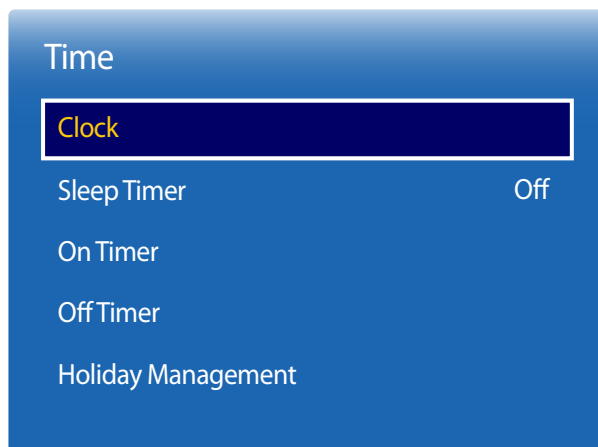 Time
Clock
Sleep Timer Off
On Timer
Off Timer
Holiday Management